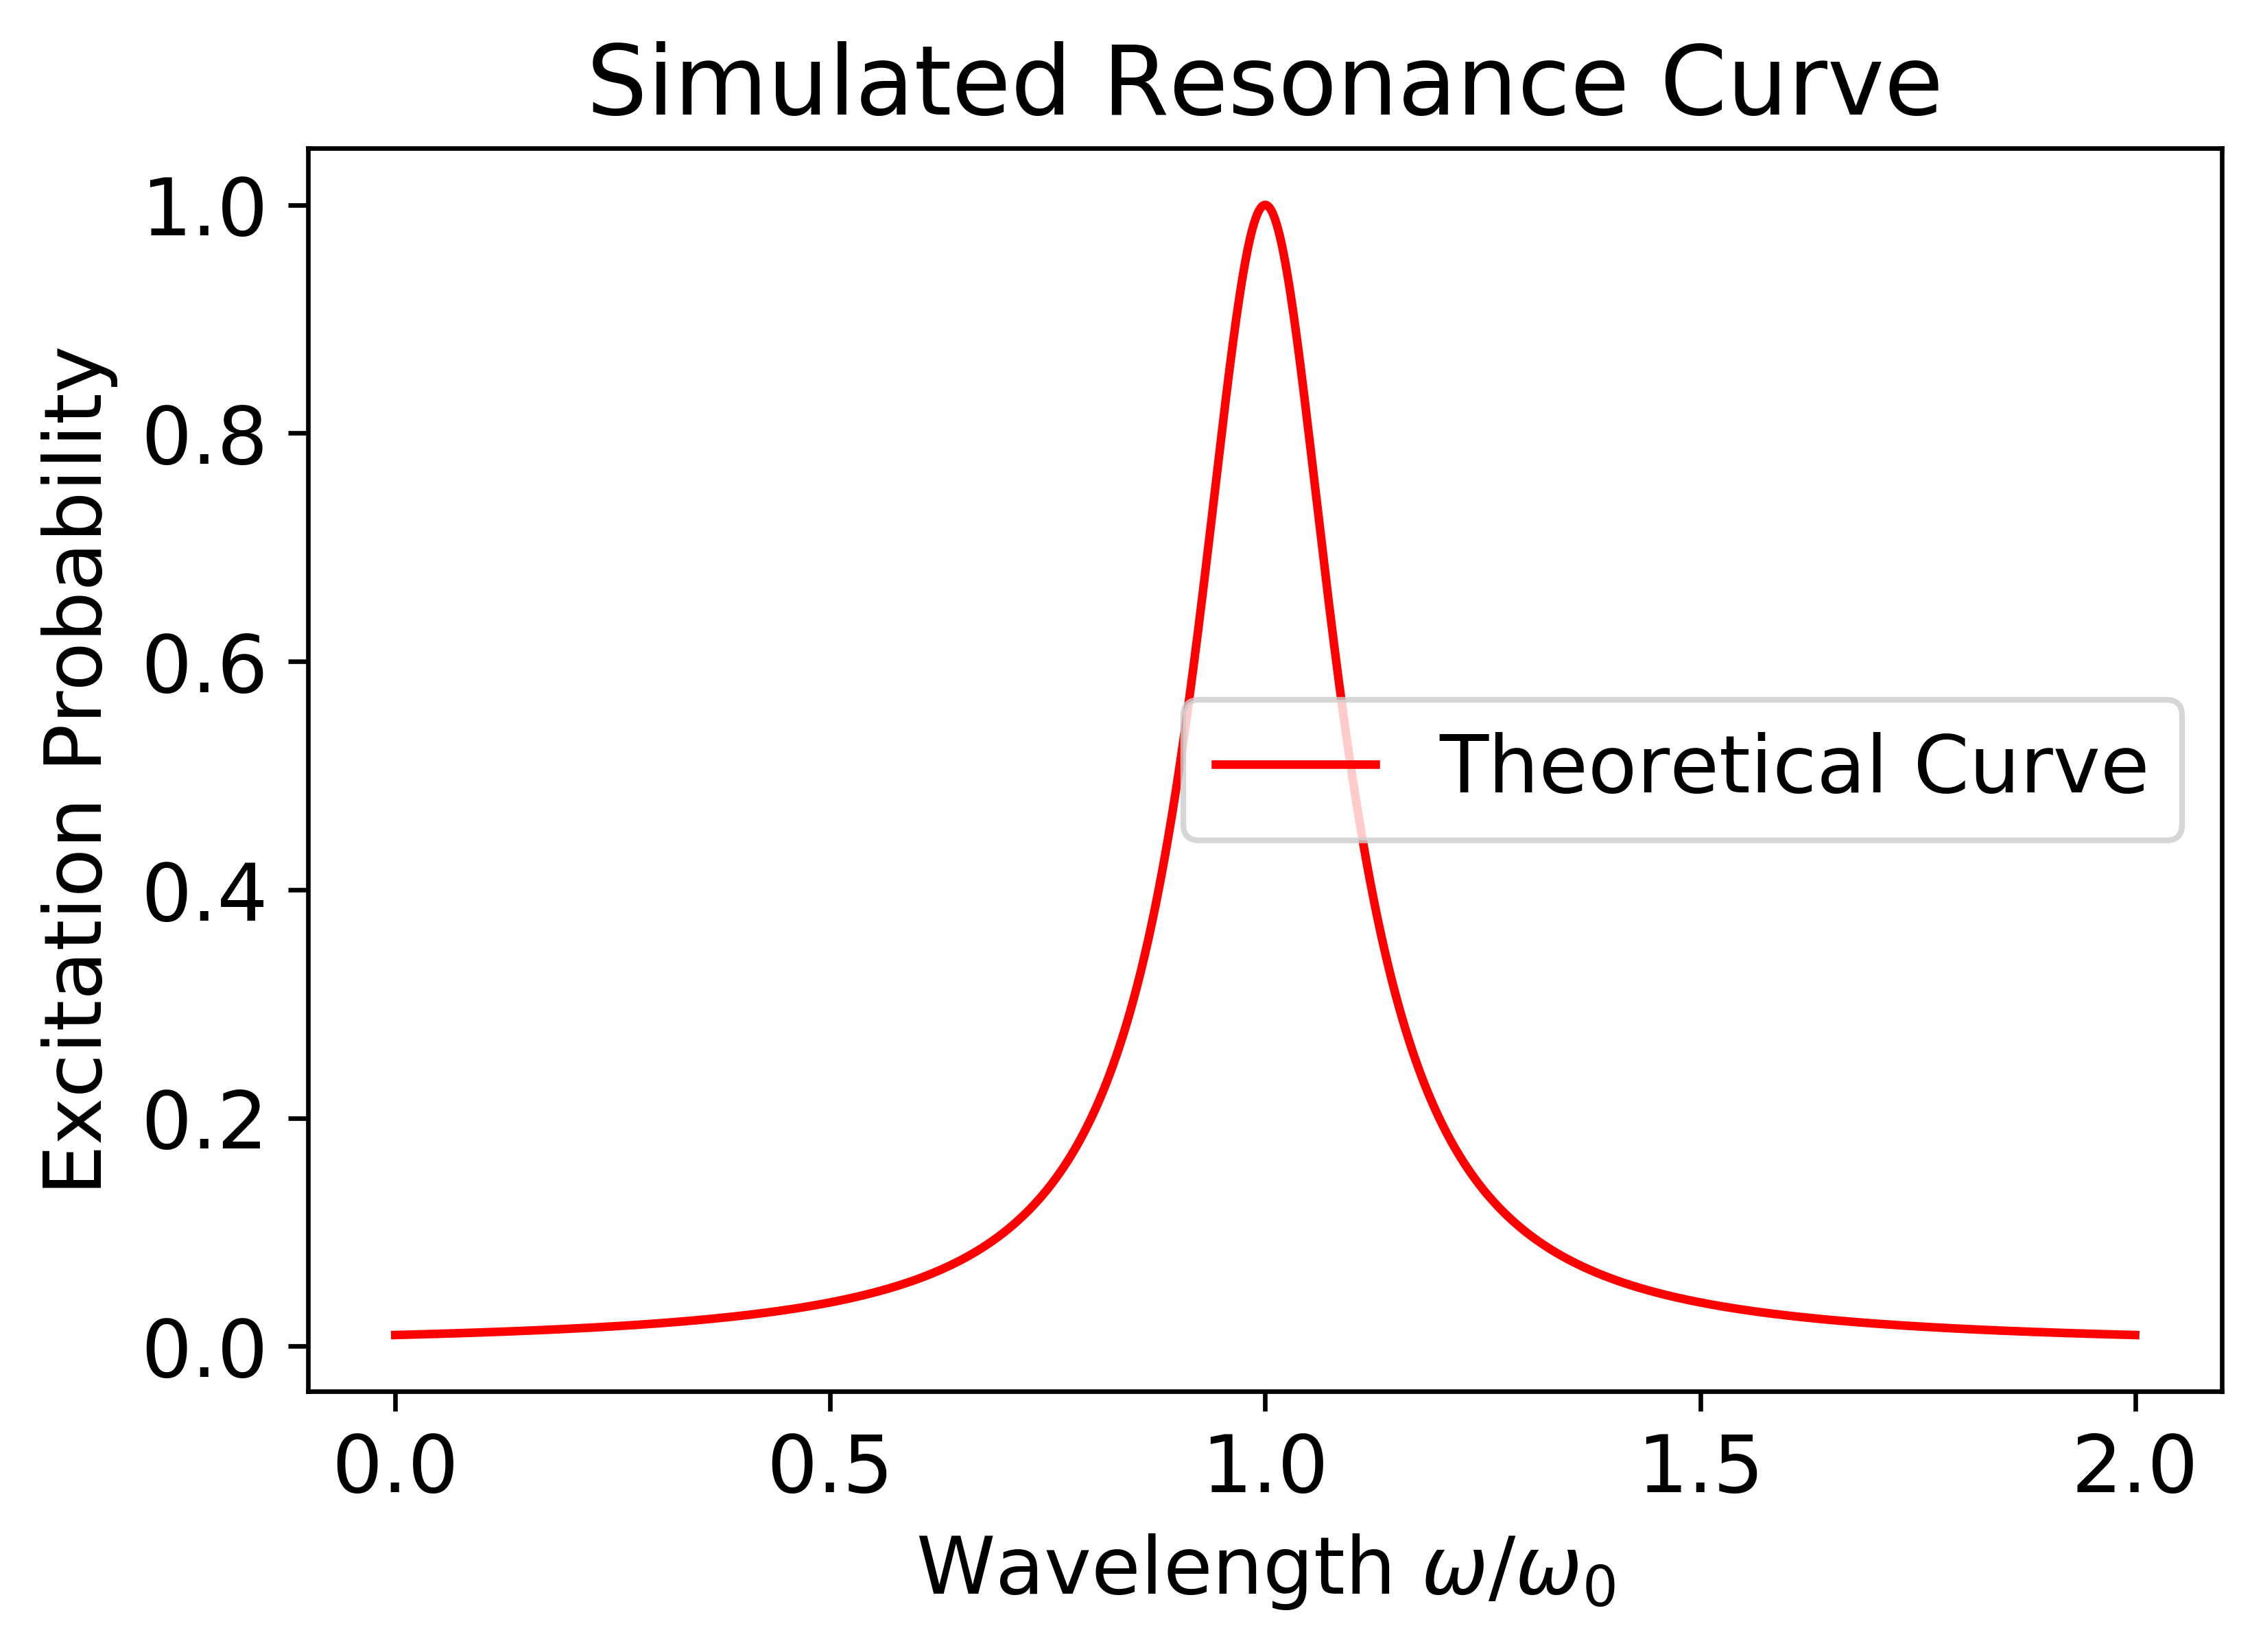 Simulated Resonance Curve
1.0
0.8
0.6
0.4
0.2
0.0
Excitation Probability
Theoretical Curve
0.0 0.5 1.0 1.5 2.0
Wavelength ω/ω₀